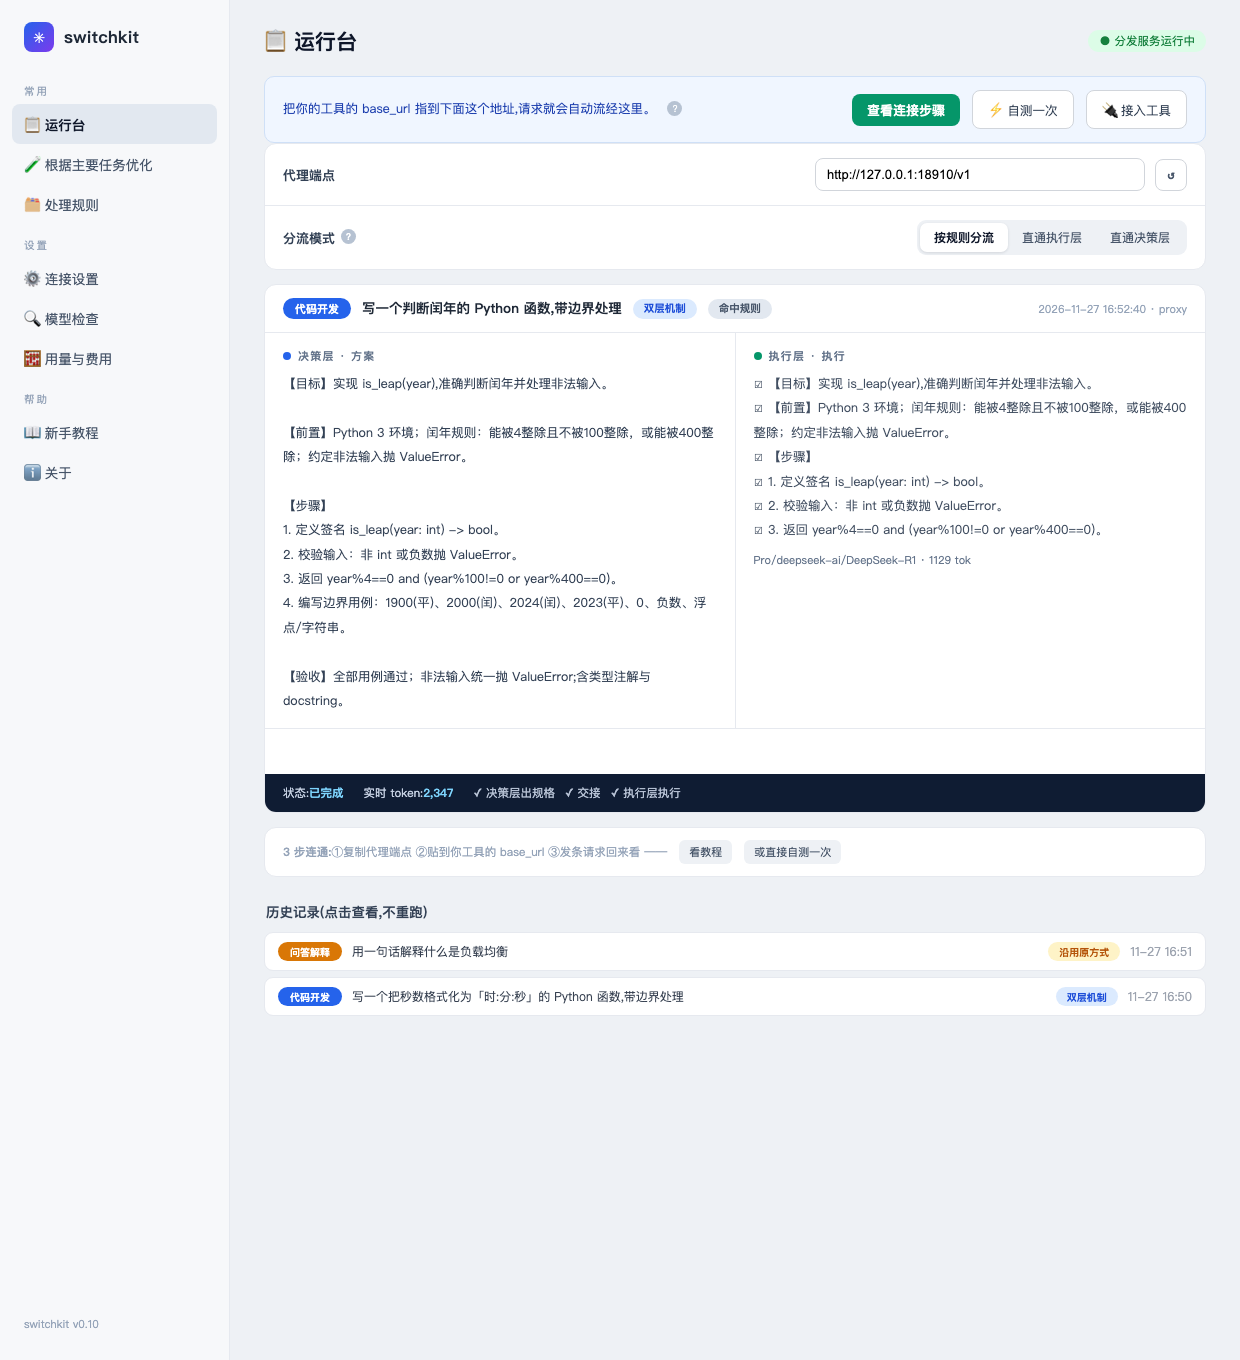 switchkit
常用
运行台
根据主要任务优化
处理规则
设置
连接设置
模型检查
用量与费用
帮助
新手教程
关于
switchkit v0.10
运行台
分发服务运行中
把你的工具的 base_url 指到下面这个地址,请求就会自动流经这里。 ?
查看连接步骤
⚡ 自测一次
接入工具
代理端点
http://127.0.0.1:18910/v1
↺
分流模式 ?
按规则分流
直通执行层
直通决策层
代码开发 写一个判断闰年的 Python 函数,带边界处理 双层机制 命中规则
2026-11-27 16:52:40 · proxy
决策层 · 方案
【目标】实现 is_leap(year),准确判断闰年并处理非法输入。
【前置】Python 3 环境；闰年规则：能被4整除且不被100整除，或能被400整
除；约定非法输入抛 ValueError。
【步骤】
1. 定义签名 is_leap(year: int) -> bool。
2. 校验输入：非 int 或负数抛 ValueError。
3. 返回 year%4==0 and (year%100!=0 or year%400==0)。
4. 编写边界用例：1900(平)、2000(闰)、2024(闰)、2023(平)、0、负数、浮
点/字符串。
【验收】全部用例通过；非法输入统一抛 ValueError;含类型注解与
docstring。
执行层 · 执行
☑ 【目标】实现 is_leap(year),准确判断闰年并处理非法输入。
☑ 【前置】Python 3 环境；闰年规则：能被4整除且不被100整除，或能被400
整除；约定非法输入抛 ValueError。
☑ 【步骤】
☑ 1. 定义签名 is_leap(year: int) -> bool。
☑ 2. 校验输入：非 int 或负数抛 ValueError。
☑ 3. 返回 year%4==0 and (year%100!=0 or year%400==0)。
Pro/deepseek-ai/DeepSeek-R1 · 1129 tok
状态:已完成 实时 token:2,347 ✓ 决策层出规格 ✓ 交接 ✓ 执行层执行
3 步连通:①复制代理端点 ②贴到你工具的 base_url ③发条请求回来看 —— 看教程 或直接自测一次
历史记录(点击查看,不重跑)
问答解释 用一句话解释什么是负载均衡 沿用原方式 11-27 16:51
代码开发 写一个把秒数格式化为「时:分:秒」的 Python 函数,带边界处理 双层机制 11-27 16:50